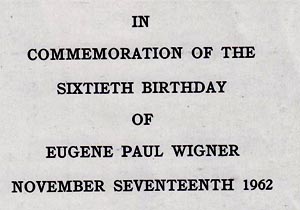 IN
COMMEMORATION OF THE
SIXTIETH BIRTHDAY
OF
EUGENE PAUL WIGNER
NOVEMBER SEVENTEENTH 1962